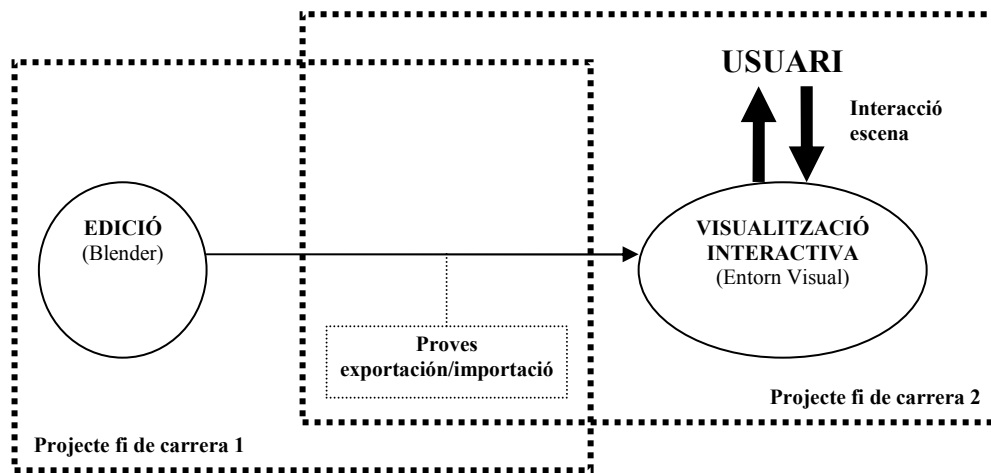 USUARI
Interacció
escena
EDICIÓ
(Blender)
VISUALITZACIÓ
INTERACTIVA
(Entorn Visual)
Proves
exportación/importació
Projecte fi de carrera 2
Projecte fi de carrera 1